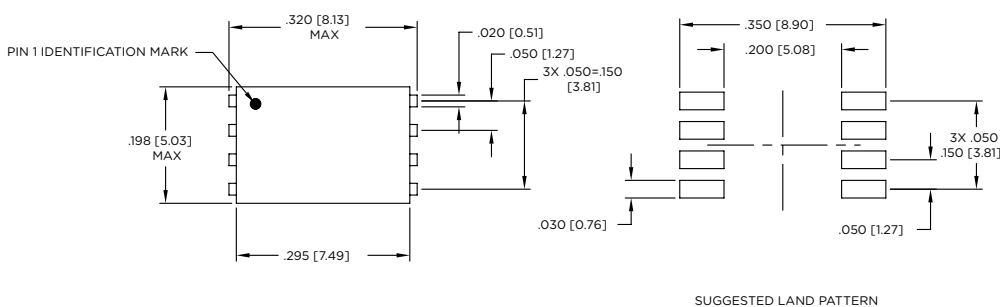 .320 [8.13]
MAX
PIN 1 IDENTIFICATION MARK
.020 [0.51]
.050 [1.27]
3X .050=.150
[3.81]
.198 [5.03]
MAX
.295 [7.49]
.350 [8.90]
.200 [5.08]
3X .050
.150 [3.81]
.030 [0.76]
.050 [1.27]
SUGGESTED LAND PATTERN